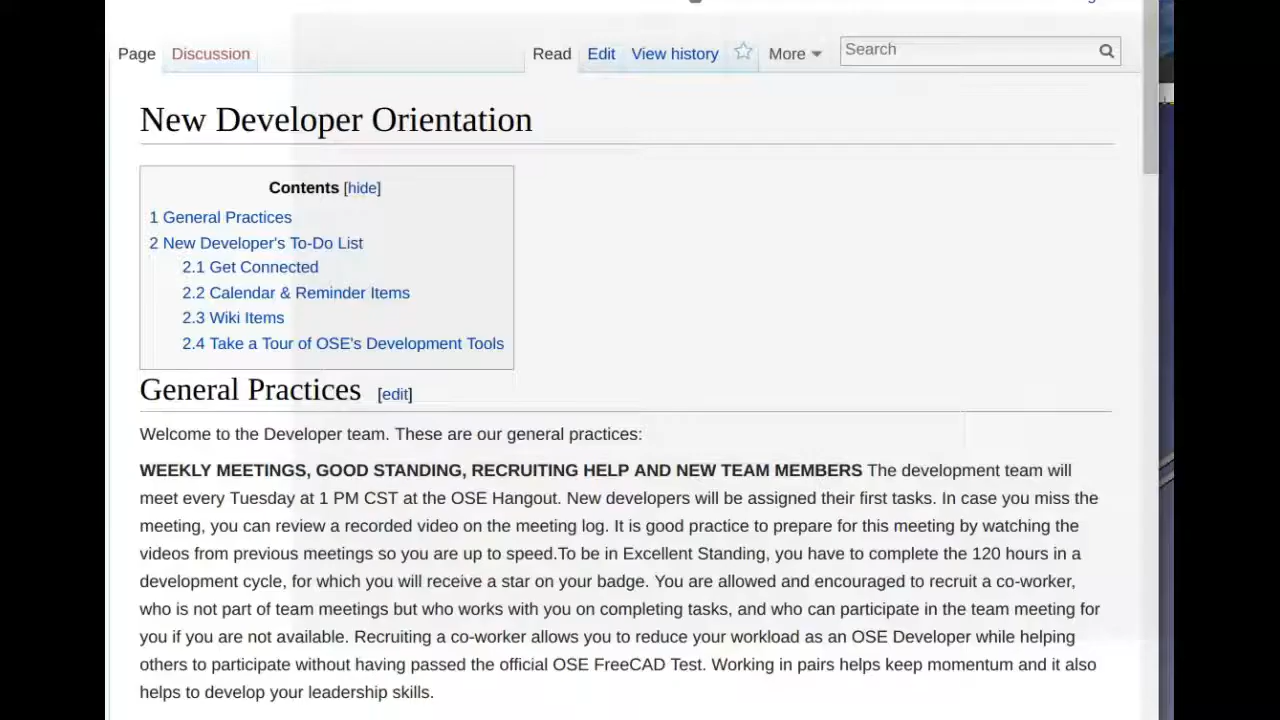 Page Discussion Read Edit View history More Search
New Developer Orientation
Contents [hide]
1 General Practices
2 New Developer's To-Do List
2.1 Get Connected
2.2 Calendar & Reminder Items
2.3 Wiki Items
2.4 Take a Tour of OSE's Development Tools
General Practices [edit]
Welcome to the Developer team. These are our general practices:
WEEKLY MEETINGS, GOOD STANDING, RECRUITING HELP AND NEW TEAM MEMBERS The development team will
meet every Tuesday at 1 PM CST at the OSE Hangout. New developers will be assigned their first tasks. In case you miss the
meeting, you can review a recorded video on the meeting log. It is good practice to prepare for this meeting by watching the
videos from previous meetings so you are up to speed.To be in Excellent Standing, you have to complete the 120 hours in a
development cycle, for which you will receive a star on your badge. You are allowed and encouraged to recruit a co-worker,
who is not part of team meetings but who works with you on completing tasks, and who can participate in the team meeting for
you if you are not available. Recruiting a co-worker allows you to reduce your workload as an OSE Developer while helping
others to participate without having passed the official OSE FreeCAD Test. Working in pairs helps keep momentum and it also
helps to develop your leadership skills.